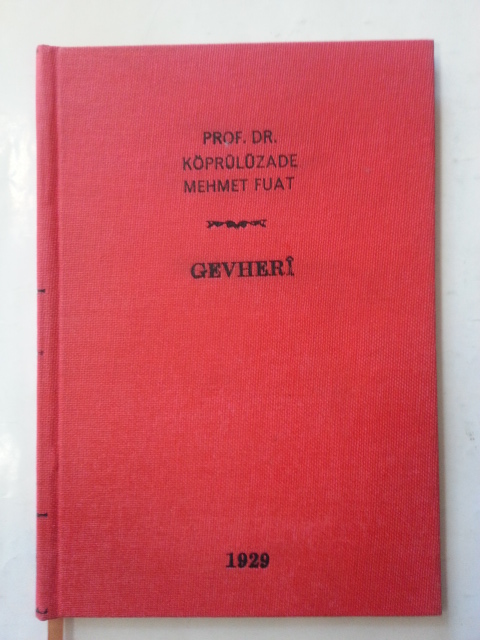 PROF. DR.
KÖPRÜLÜZADE
MEHMET FUAT
GEVHERÎ
1929